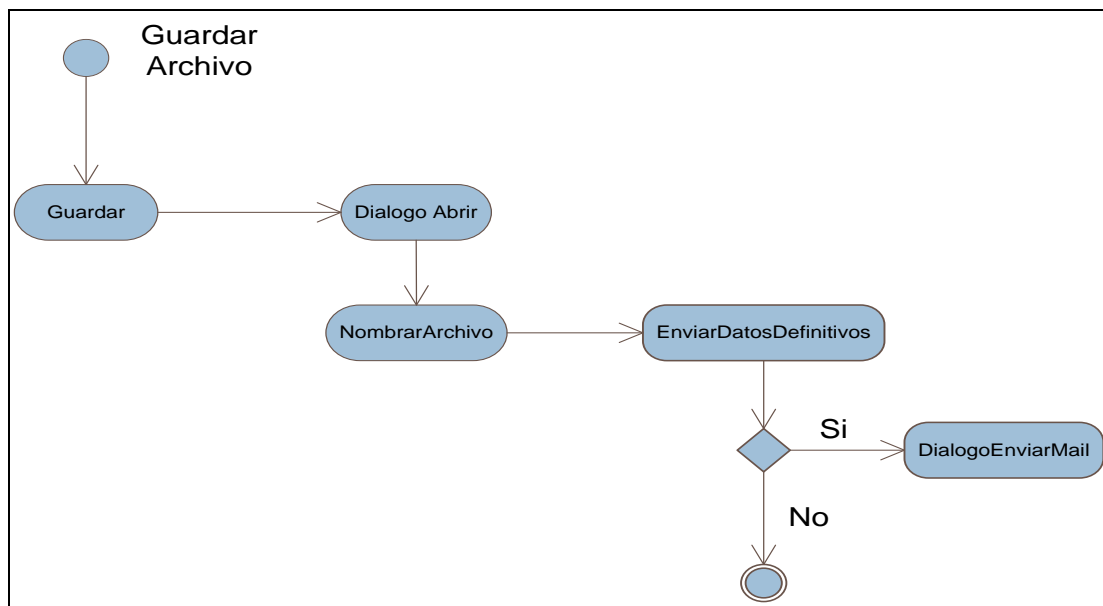 Guardar
Archivo
Guardar
Dialogo Abrir
NombrarArchivo
EnviarDatosDefinitivos
Si
DialogoEnviarMail
No